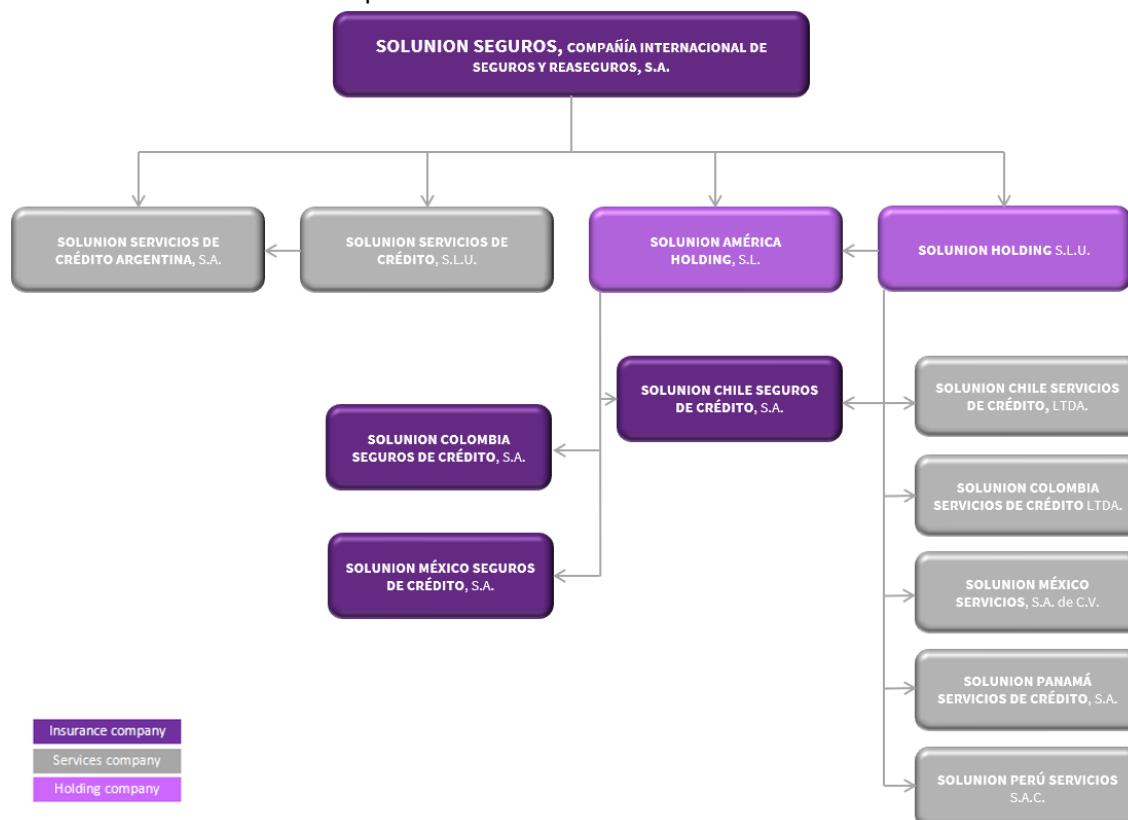 SOLUNION SEGUROS, COMPAÑÍA INTERNACIONAL DE
SEGUROS Y REASEGUROS, S.A.
SOLUNION SERVICIOS DE
CRÉDITO ARGENTINA, S.A.
SOLUNION SERVICIOS DE
CRÉDITO, S.L.U.
SOLUNION AMÉRICA
HOLDING, S.L.
SOLUNION HOLDING S.L.U.
SOLUNION CHILE SEGUROS
DE CRÉDITO, S.A.
SOLUNION CHILE SERVICIOS
DE CRÉDITO, LTDA.
SOLUNION COLOMBIA
SEGUROS DE CRÉDITO, S.A.
SOLUNION COLOMBIA
SERVICIOS DE CRÉDITO LTDA.
SOLUNION MÉXICO SEGUROS
DE CRÉDITO, S.A.
SOLUNION MÉXICO
SERVICIOS, S.A. de C.V.
SOLUNION PANAMÁ
SERVICIOS DE CRÉDITO, S.A.
SOLUNION PERÚ SERVICIOS
S.A.C.
Insurance company
Services company
Holding company